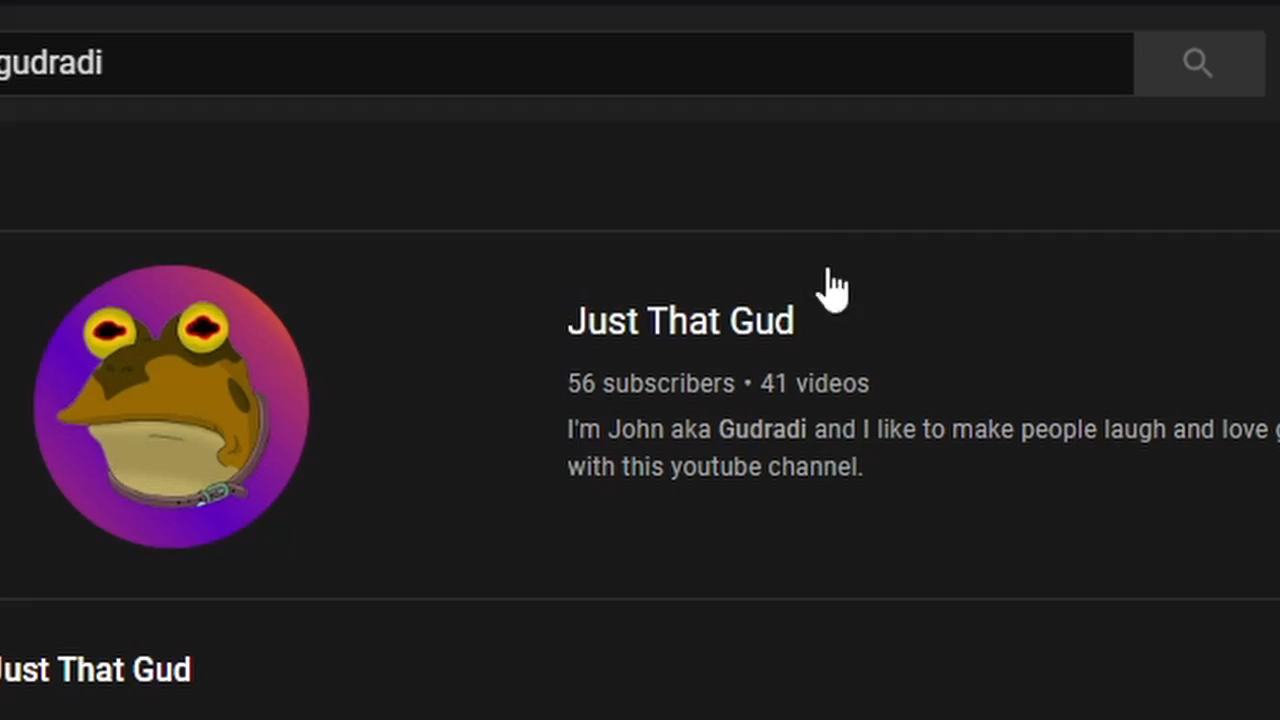 gudradi
Just That Gud
56 subscribers • 41 videos
I'm John aka Gudradi and I like to make people laugh and love
with this youtube channel.
Just That Gud